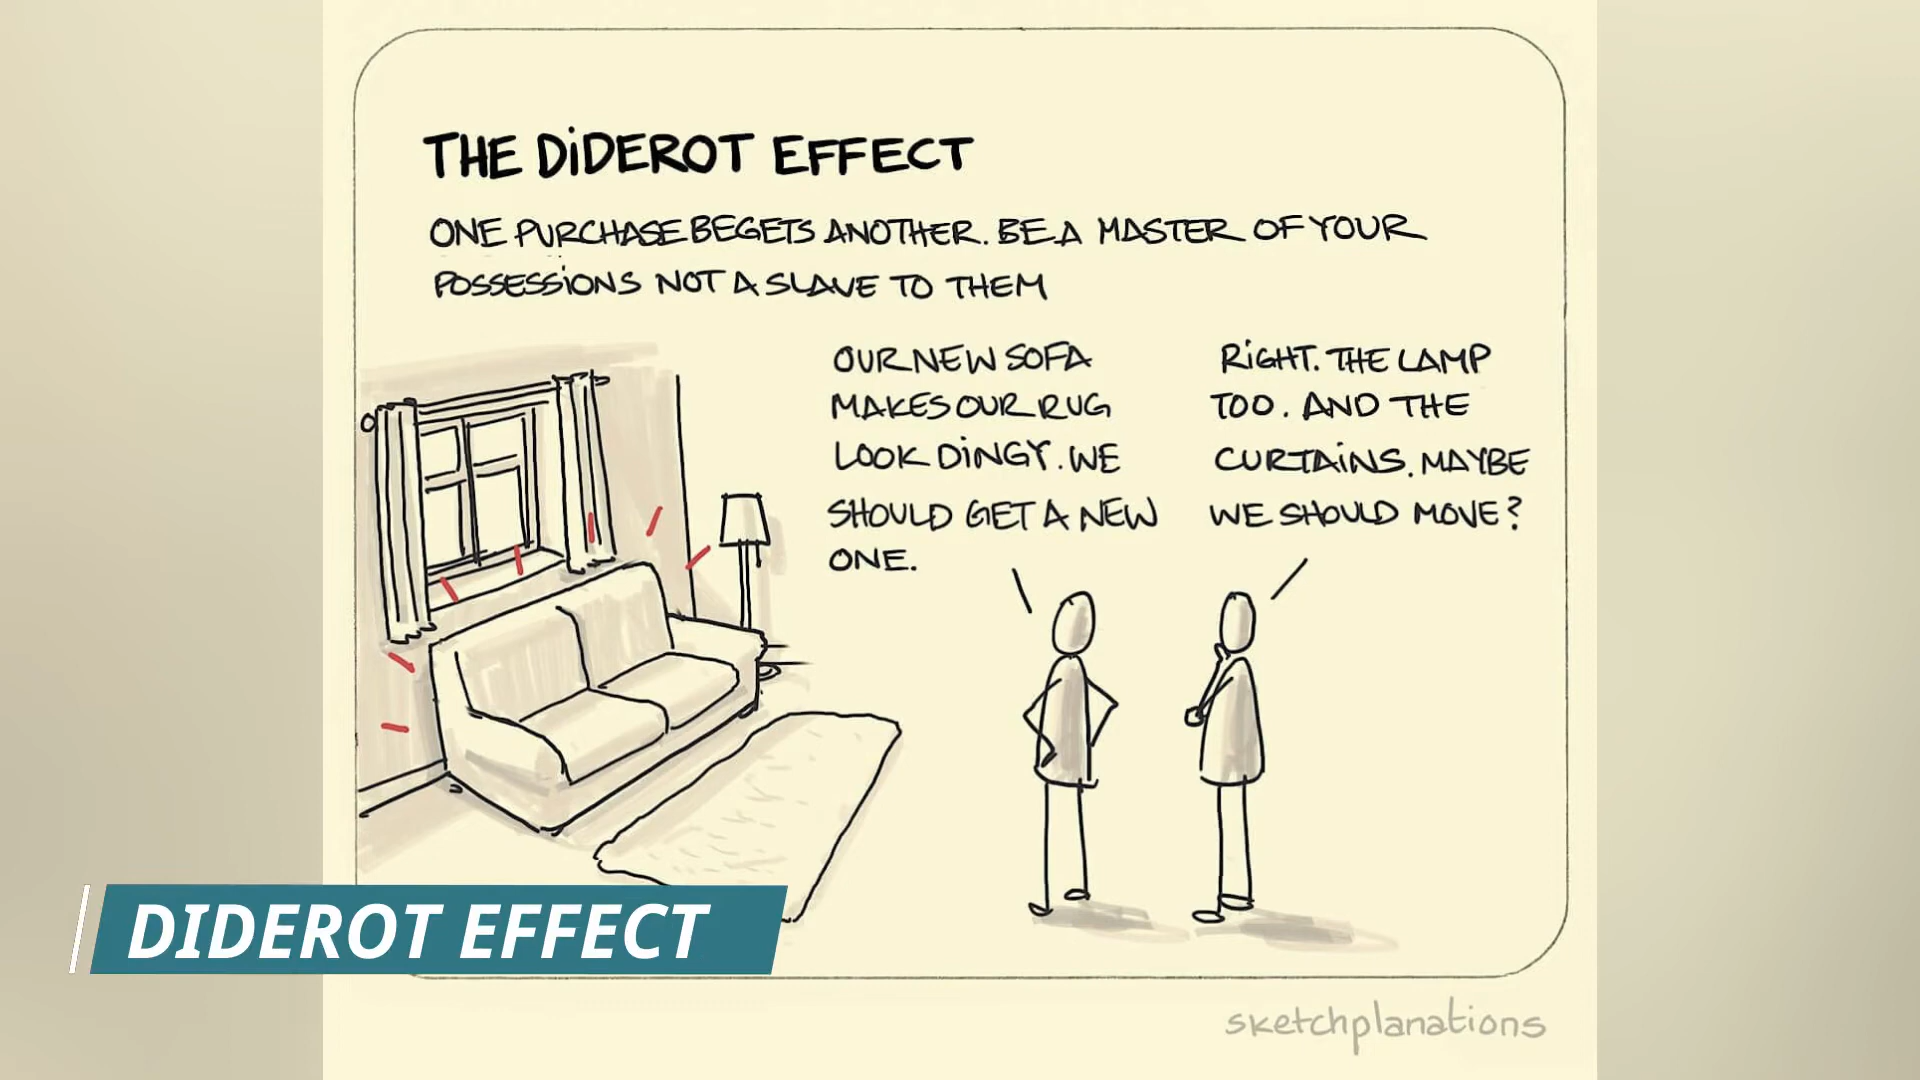 THE DIDEROT EFFECT
ONE PURCHASE BEGETS ANOTHER. BE A MASTER OF YOUR
POSSESSIONS NOT A SLAVE TO THEM
OUR NEW SOFA
MAKES OUR RUG
LOOK DINGY. WE
SHOULD GET A NEW
ONE.
RIGHT. THE LAMP
TOO. AND THE
CURTAINS. MAYBE
WE SHOULD MOVE?
DIDEROT EFFECT
sketchplanations